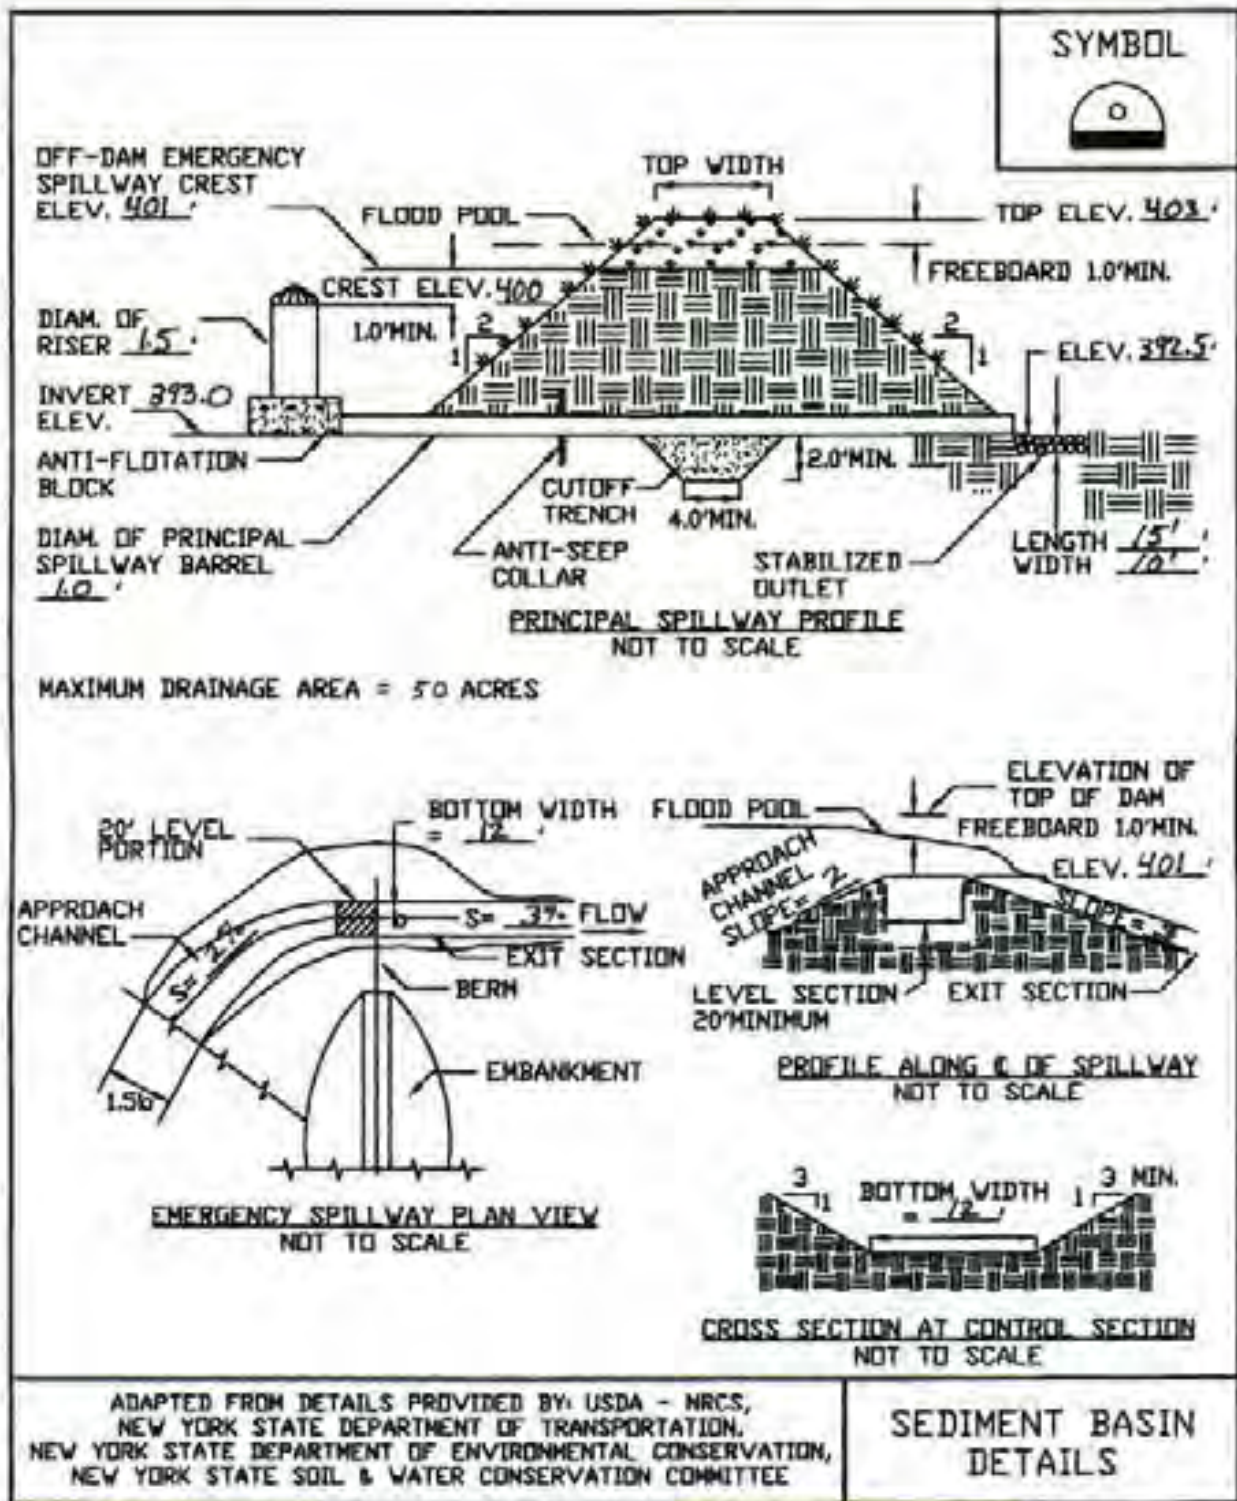 SYMBOL
OFF-DAM EMERGENCY
SPILLWAY CREST
ELEV. 401'
FLOOD POOL
TOP WIDTH
TOP ELEV. 403'
FREEBOARD 1.0'MIN.
CREST ELEV. 400
1.0'MIN.
DIAM. OF
RISER 1.5'
2
1
2
1
ELEV. 392.5'
INVERT 393.0
ELEV.
ANTI-FLOTATION
BLOCK
CUTOFF
TRENCH
2.0'MIN.
4.0'MIN.
DIAM. OF PRINCIPAL
SPILLWAY BARREL
1.0'
ANTI-SEEP
COLLAR
STABILIZED
OUTLET
LENGTH 15'
WIDTH 10'
PRINCIPAL SPILLWAY PROFILE
NOT TO SCALE
MAXIMUM DRAINAGE AREA = 50 ACRES
20' LEVEL
PORTION
BOTTOM WIDTH
= 12'
APPROACH
CHANNEL
S= 2%
b
S= 3% FLOW
EXIT SECTION
BERM
EMBANKMENT
1.5b
EMERGENCY SPILLWAY PLAN VIEW
NOT TO SCALE
FLOOD POOL
ELEVATION OF
TOP OF DAM
FREEBOARD 1.0'MIN.
ELEV. 401'
APPROACH
CHANNEL
SLOPE= 2
SLOPE= 3
LEVEL SECTION
20'MINIMUM
EXIT SECTION
PROFILE ALONG ℄ OF SPILLWAY
NOT TO SCALE
3
1
BOTTOM WIDTH
= 12'
3 MIN.
1
CROSS SECTION AT CONTROL SECTION
NOT TO SCALE
ADAPTED FROM DETAILS PROVIDED BY: USDA - NRCS,
NEW YORK STATE DEPARTMENT OF TRANSPORTATION,
NEW YORK STATE DEPARTMENT OF ENVIRONMENTAL CONSERVATION,
NEW YORK STATE SOIL & WATER CONSERVATION COMMITTEE
SEDIMENT BASIN
DETAILS